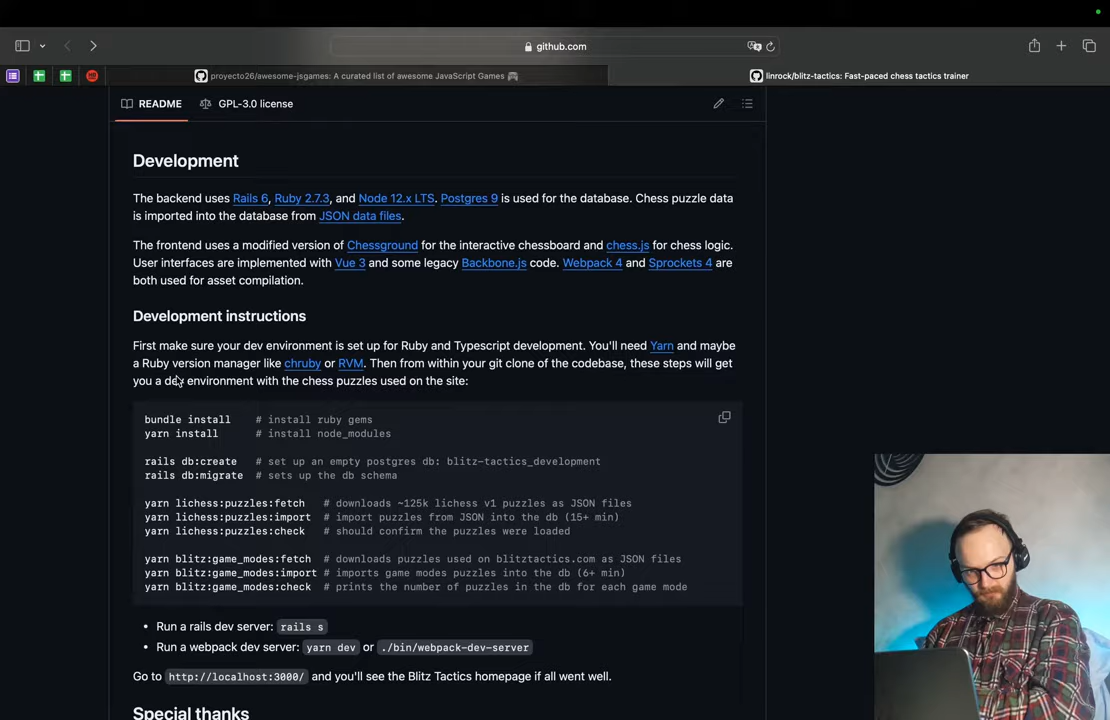 github.com
proyecto26/awesome-jsgames: A curated list of awesome JavaScript Games 🎮
linrock/blitz-tactics: Fast-paced chess tactics trainer
README
GPL-3.0 license
Development
The backend uses Rails 6, Ruby 2.7.3, and Node 12.x LTS. Postgres 9 is used for the database. Chess puzzle data
is imported into the database from JSON data files.
The frontend uses a modified version of Chessground for the interactive chessboard and chess.js for chess logic.
User interfaces are implemented with Vue 3 and some legacy Backbone.js code. Webpack 4 and Sprockets 4 are
both used for asset compilation.
Development instructions
First make sure your dev environment is set up for Ruby and Typescript development. You'll need Yarn and maybe
a Ruby version manager like chruby or RVM. Then from within your git clone of the codebase, these steps will get
you a dev environment with the chess puzzles used on the site:
bundle install # install ruby gems
yarn install # install node_modules
rails db:create # set up an empty postgres db: blitz-tactics_development
rails db:migrate # sets up the db schema
yarn lichess:puzzles:fetch # downloads ~125k lichess v1 puzzles as JSON files
yarn lichess:puzzles:import # import puzzles from JSON into the db (15+ min)
yarn lichess:puzzles:check # should confirm the puzzles were loaded
yarn blitz:game_modes:fetch # downloads puzzles used on blitztactics.com as JSON files
yarn blitz:game_modes:import # imports game modes puzzles into the db (6+ min)
yarn blitz:game_modes:check # prints the number of puzzles in the db for each game mode
• Run a rails dev server: rails s
• Run a webpack dev server: yarn dev or ./bin/webpack-dev-server
Go to http://localhost:3000/ and you'll see the Blitz Tactics homepage if all went well.
Special thanks